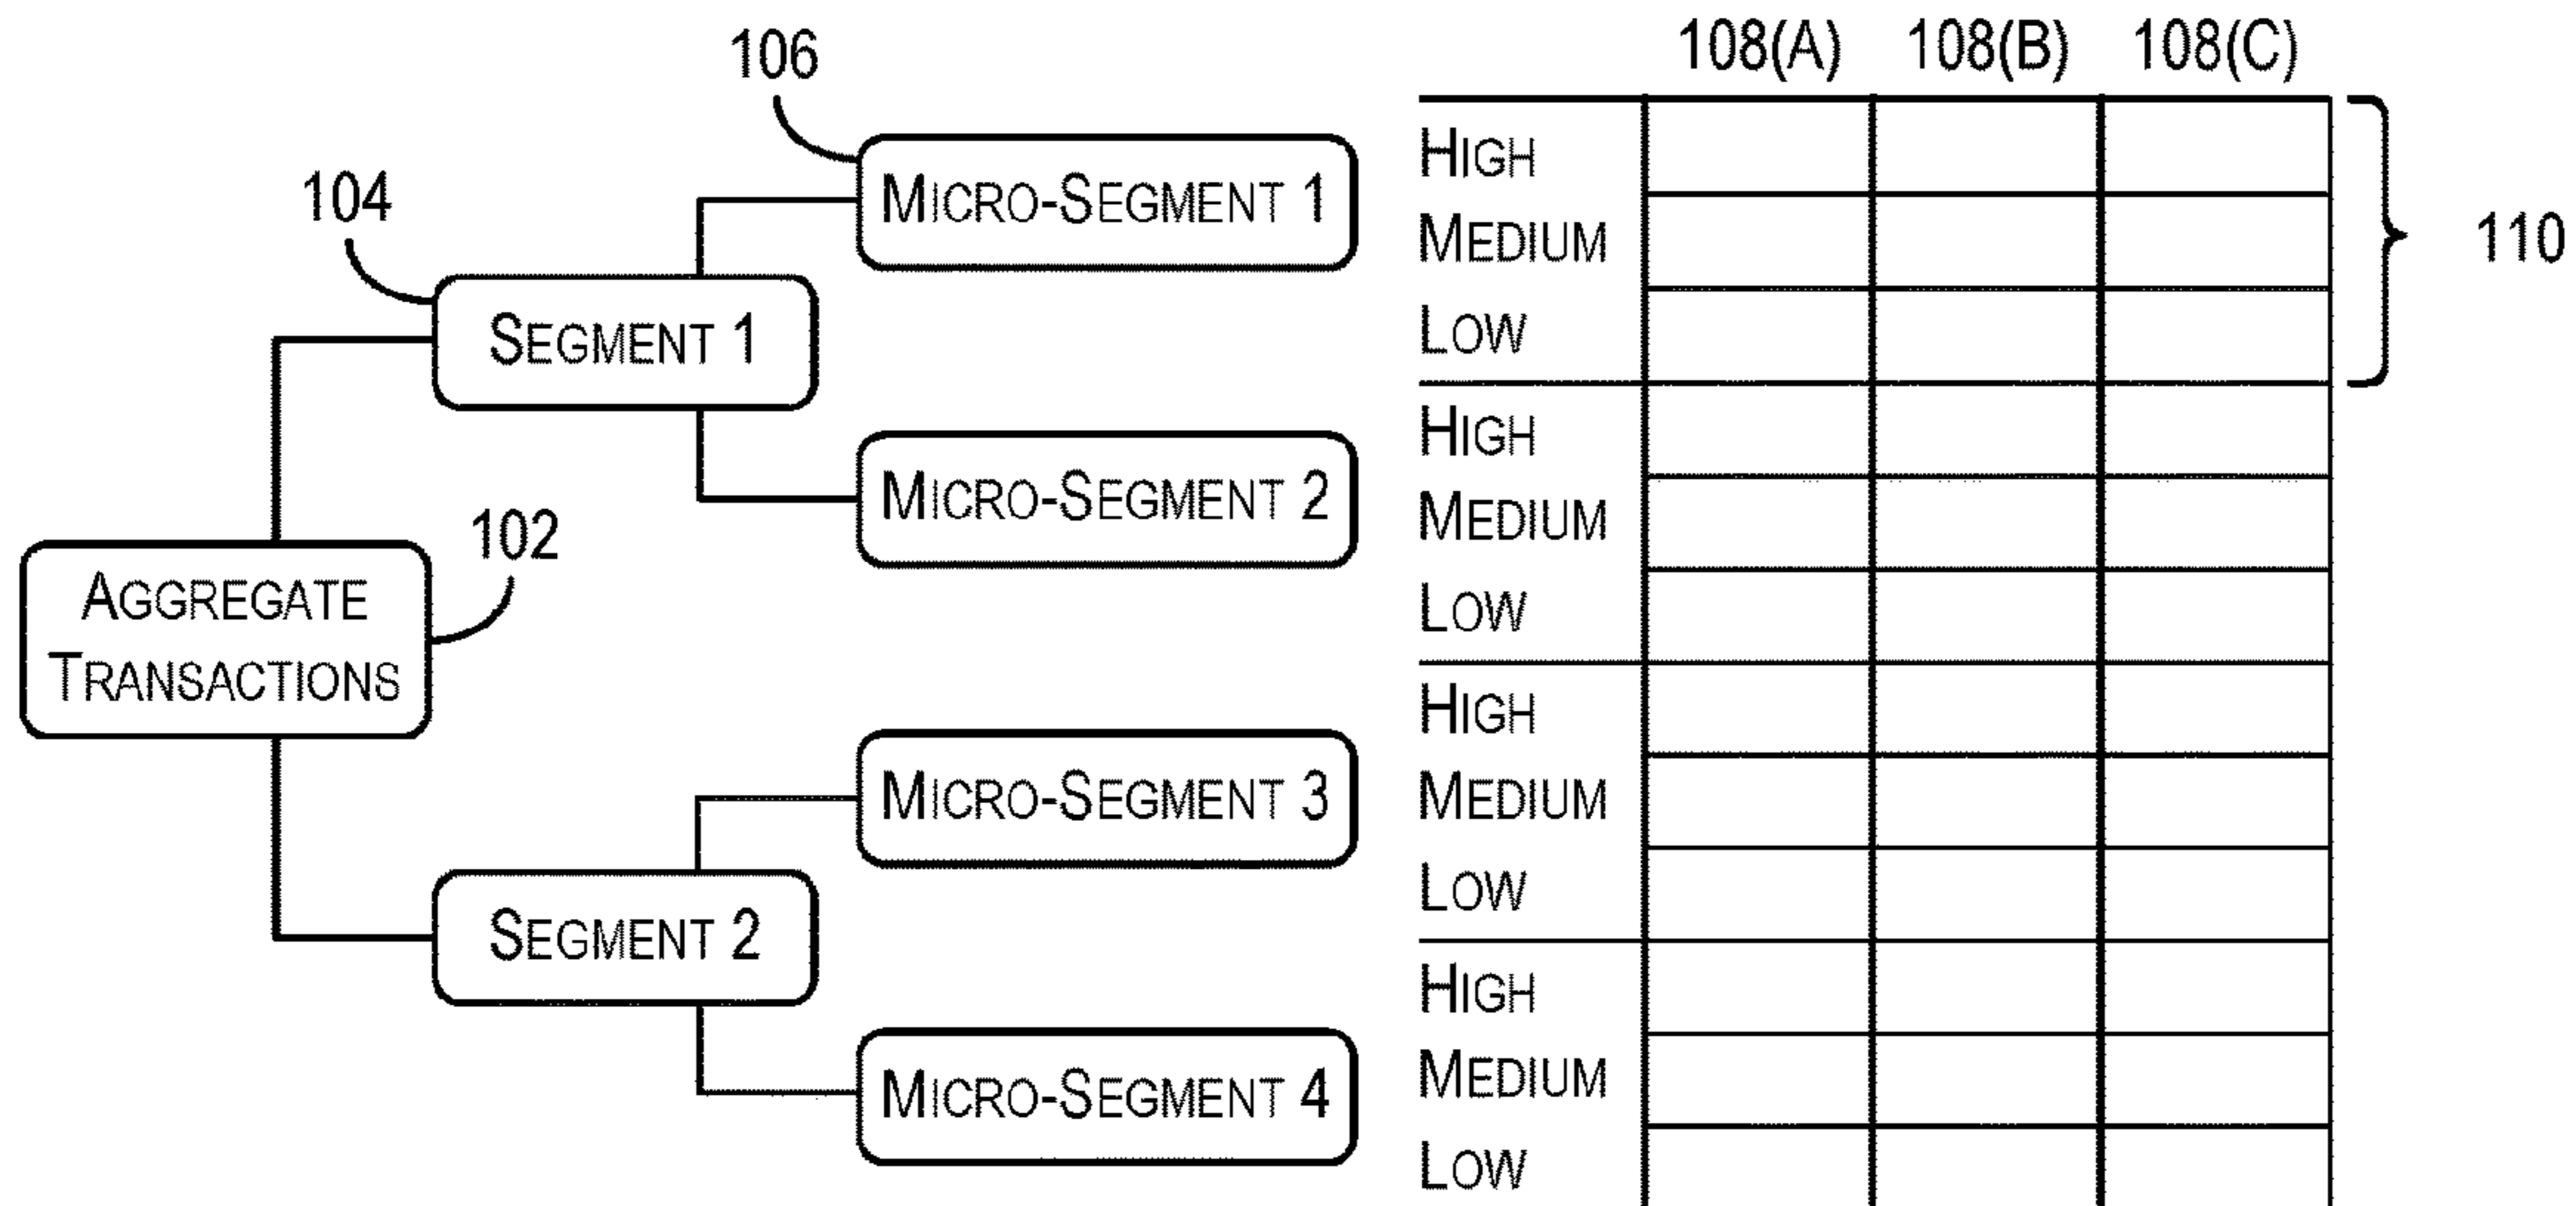 108(A) 108(B) 108(C)
106
104
102
110
AGGREGATE
TRANSACTIONS
SEGMENT 1
SEGMENT 2
MICRO-SEGMENT 1
MICRO-SEGMENT 2
MICRO-SEGMENT 3
MICRO-SEGMENT 4
HIGH
MEDIUM
LOW
HIGH
MEDIUM
LOW
HIGH
MEDIUM
LOW
HIGH
MEDIUM
LOW